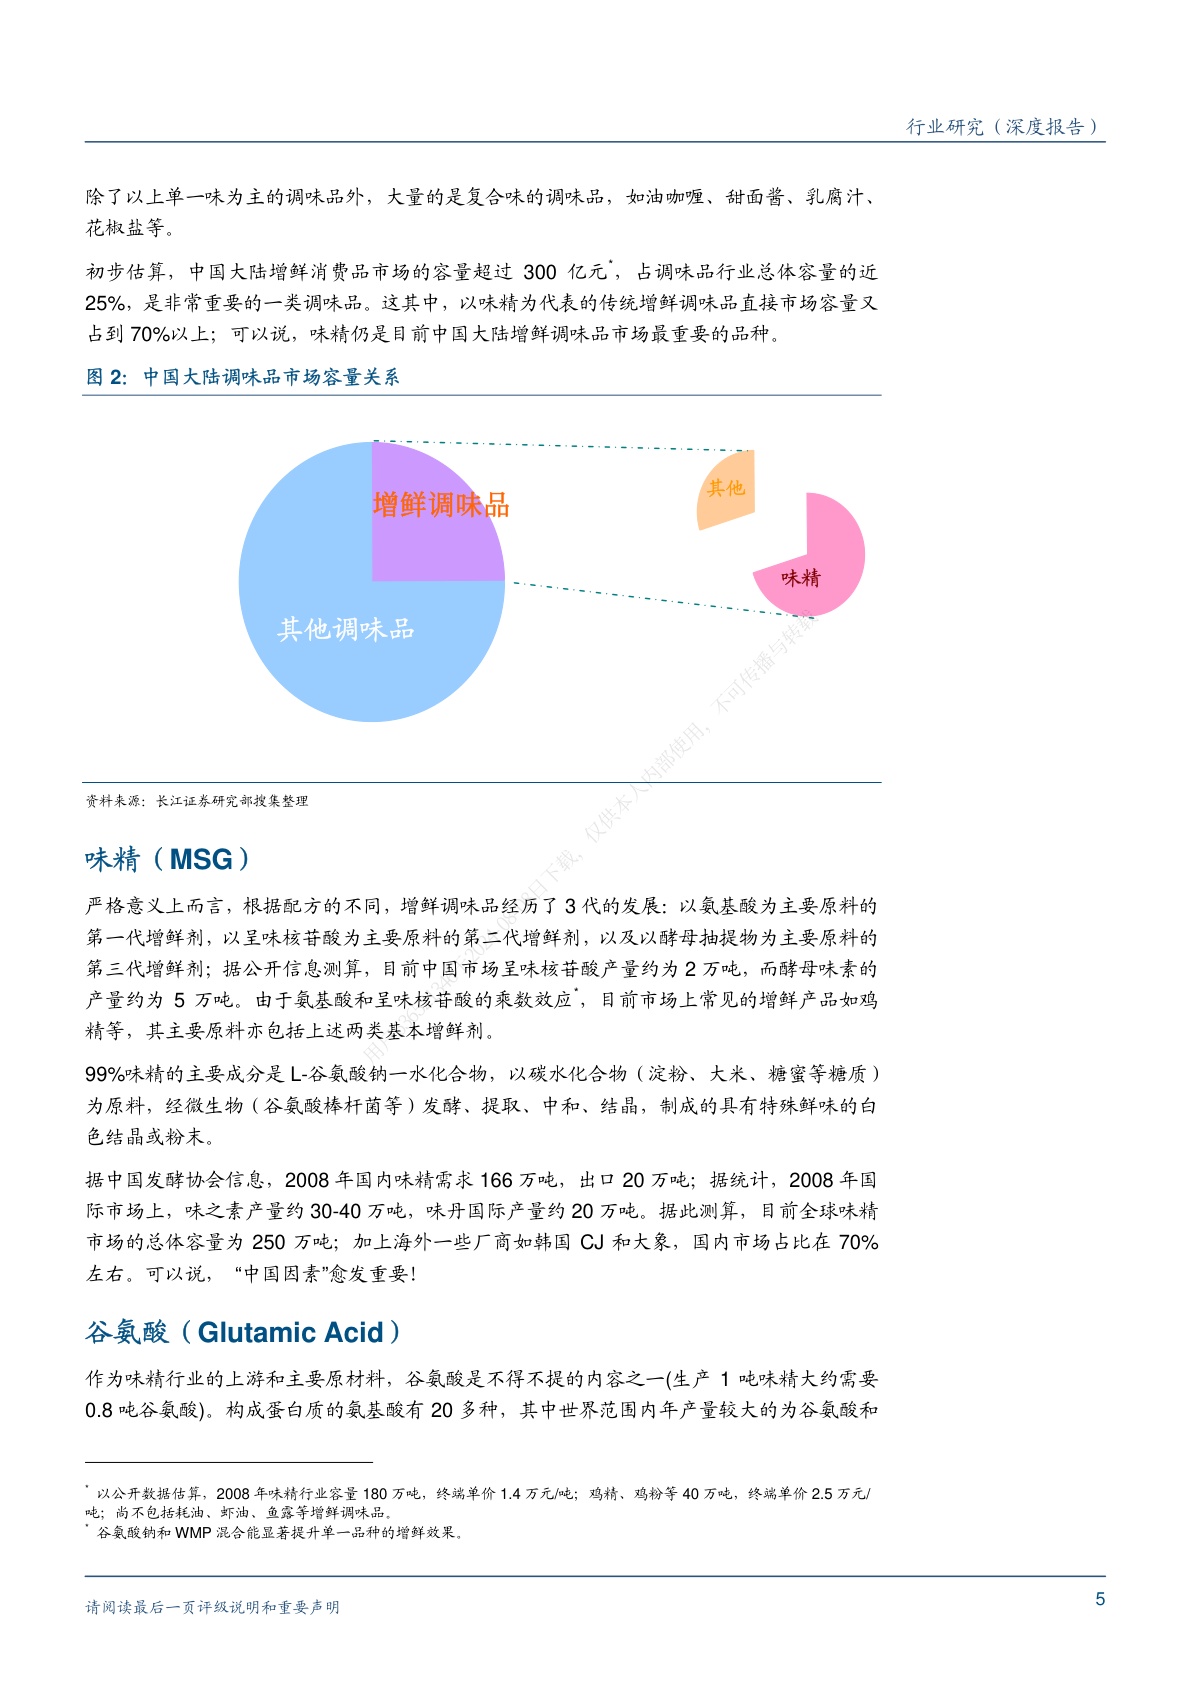 行业研究（深度报告）
除了以上单一味为主的调味品外，大量的是复合味的调味品，如油咖喱、甜面酱、乳腐汁、
花椒盐等。
初步估算，中国大陆增鲜消费品市场的容量超过 300 亿元*，占调味品行业总体容量的近
25%，是非常重要的一类调味品。这其中，以味精为代表的传统增鲜调味品直接市场容量又
占到 70%以上；可以说，味精仍是目前中国大陆增鲜调味品市场最重要的品种。
图 2：中国大陆调味品市场容量关系
其他
增鲜调味品
味精
其他调味品
资料来源：长江证券研究部搜集整理
味精（MSG）
严格意义上而言，根据配方的不同，增鲜调味品经历了 3 代的发展：以氨基酸为主要原料的
第一代增鲜剂，以呈味核苷酸为主要原料的第二代增鲜剂，以及以酵母抽提物为主要原料的
第三代增鲜剂；据公开信息测算，目前中国市场呈味核苷酸产量约为 2 万吨，而酵母味素的
产量约为 5 万吨。由于氨基酸和呈味核苷酸的乘数效应*，目前市场上常见的增鲜产品如鸡
精等，其主要原料亦包括上述两类基本增鲜剂。
99%味精的主要成分是 L-谷氨酸钠一水化合物，以碳水化合物（淀粉、大米、糖蜜等糖质）
为原料，经微生物（谷氨酸棒杆菌等）发酵、提取、中和、结晶，制成的具有特殊鲜味的白
色结晶或粉末。
据中国发酵协会信息，2008 年国内味精需求 166 万吨，出口 20 万吨；据统计，2008 年国
际市场上，味之素产量约 30-40 万吨，味丹国际产量约 20 万吨。据此测算，目前全球味精
市场的总体容量为 250 万吨；加上海外一些厂商如韩国 CJ 和大象，国内市场占比在 70%
左右。可以说， “中国因素”愈发重要！
谷氨酸（Glutamic Acid）
作为味精行业的上游和主要原材料，谷氨酸是不得不提的内容之一(生产 1 吨味精大约需要
0.8 吨谷氨酸)。构成蛋白质的氨基酸有 20 多种，其中世界范围内年产量较大的为谷氨酸和
* 以公开数据估算，2008 年味精行业容量 180 万吨，终端单价 1.4 万元/吨；鸡精、鸡粉等 40 万吨，终端单价 2.5 万元/
吨；尚不包括耗油、虾油、鱼露等增鲜调味品。
* 谷氨酸钠和 WMP 混合能显著提升单一品种的增鲜效果。
请阅读最后一页评级说明和重要声明
5
日下载，仅供本人内部使用，不可传播与转载